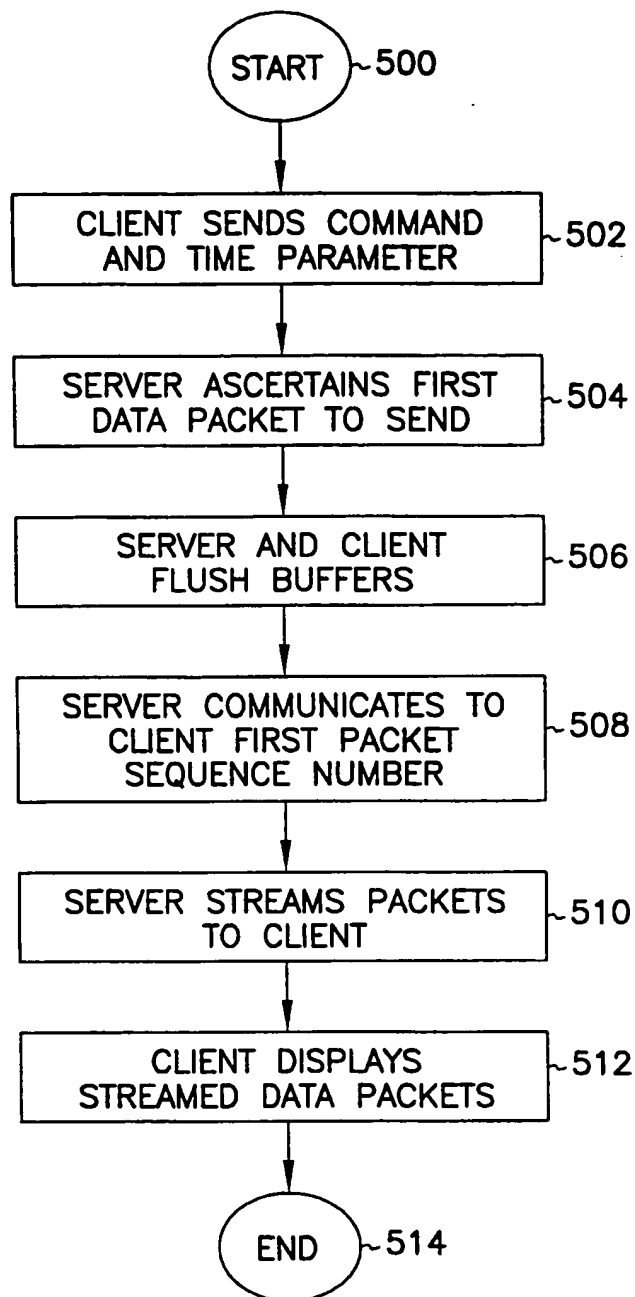 START
500
CLIENT SENDS COMMAND
AND TIME PARAMETER
502
SERVER ASCERTAINS FIRST
DATA PACKET TO SEND
504
SERVER AND CLIENT
FLUSH BUFFERS
506
SERVER COMMUNICATES TO
CLIENT FIRST PACKET
SEQUENCE NUMBER
508
SERVER STREAMS PACKETS
TO CLIENT
510
CLIENT DISPLAYS
STREAMED DATA PACKETS
512
END
514